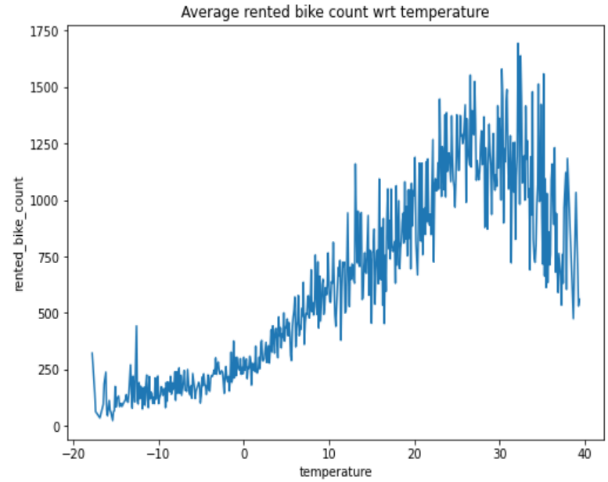 Average rented bike count wrt temperature
1750
1500
1250
1000
750
500
250
0
rented_bike_count
−20 −10 0 10 20 30 40
temperature